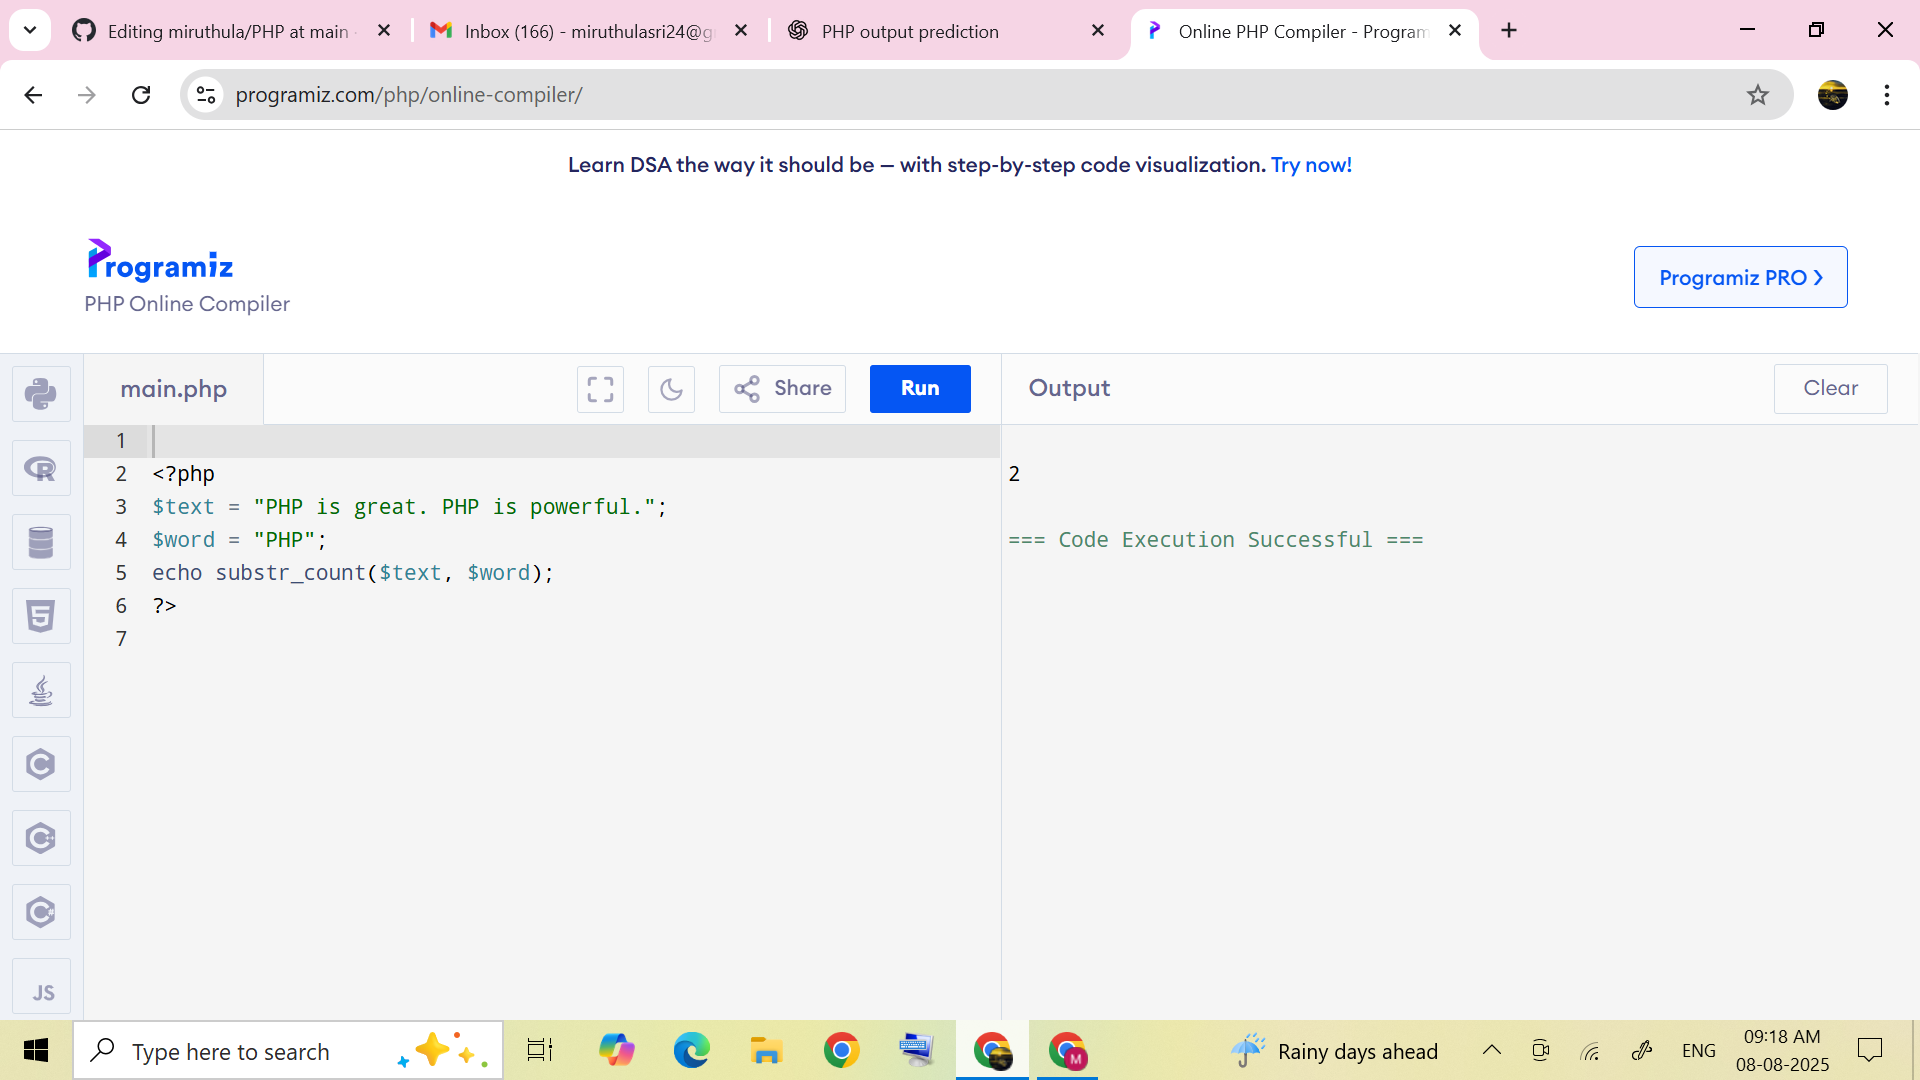 Editing miruthula/PHP at main
Inbox (166) - miruthulasri24@g
PHP output prediction
Online PHP Compiler - Program
programiz.com/php/online-compiler/
Learn DSA the way it should be — with step-by-step code visualization. Try now!
Programiz
PHP Online Compiler
Programiz PRO ❯
main.php
Share
Run
Output
Clear
1
2 <?php
3 $text = "PHP is great. PHP is powerful.";
4 $word = "PHP";
5 echo substr_count($text, $word);
6 ?>
7
2
=== Code Execution Successful ===
JS
Type here to search
M
Rainy days ahead
ENG
09:18 AM
08-08-2025